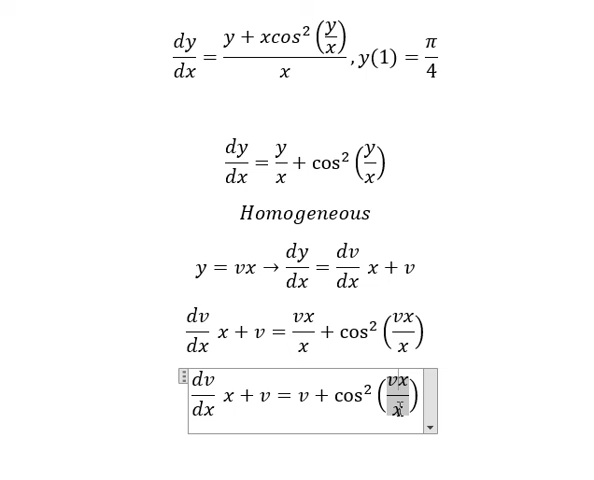 dy/dx = (y + xcos² (y/x))/x , y(1) = π/4
dy/dx = y/x + cos² (y/x)
Homogeneous
y = vx → dy/dx = dv/dx x + v
dv/dx x + v = vx/x + cos² (vx/x)
dv/dx x + v = v + cos² (vx/x)